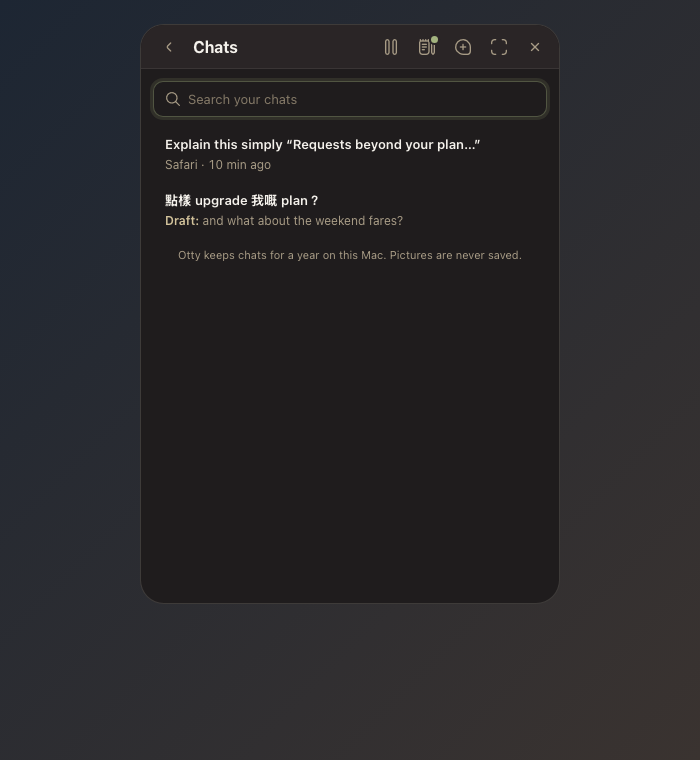 Chats
Search your chats
Explain this simply “Requests beyond your plan…”
Safari · 10 min ago
點樣 upgrade 我嘅 plan？
Draft: and what about the weekend fares?
Otty keeps chats for a year on this Mac. Pictures are never saved.